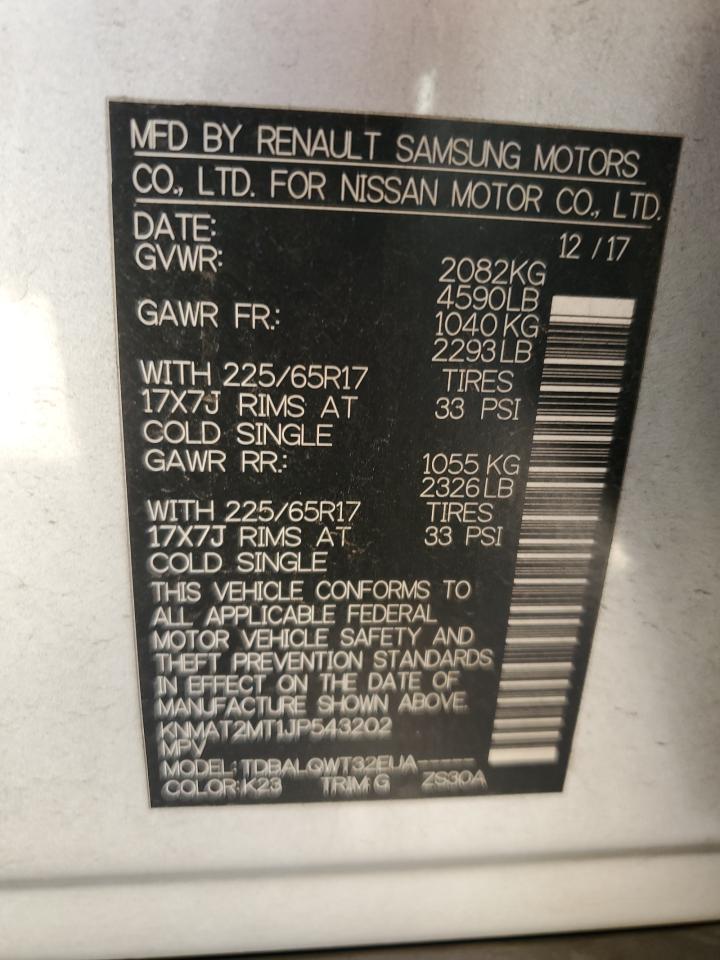 MFD BY RENAULT SAMSUNG MOTORS
CO., LTD. FOR NISSAN MOTOR CO., LTD.
DATE: 12 / 17
GVWR: 2082KG
4590LB
GAWR FR.: 1040 KG
2293 LB
WITH 225/65R17 TIRES
17X7J RIMS AT 33 PSI
COLD SINGLE
GAWR RR.: 1055 KG
2326 LB
WITH 225/65R17 TIRES
17X7J RIMS AT 33 PSI
COLD SINGLE
THIS VEHICLE CONFORMS TO
ALL APPLICABLE FEDERAL
MOTOR VEHICLE SAFETY AND
THEFT PREVENTION STANDARDS
IN EFFECT ON THE DATE OF
MANUFACTURE SHOWN ABOVE.
KNMAT2MT1JP543202
MPV
MODEL: TDBALQWT32EUA------
COLOR: K23 TRIM: G ZS30A